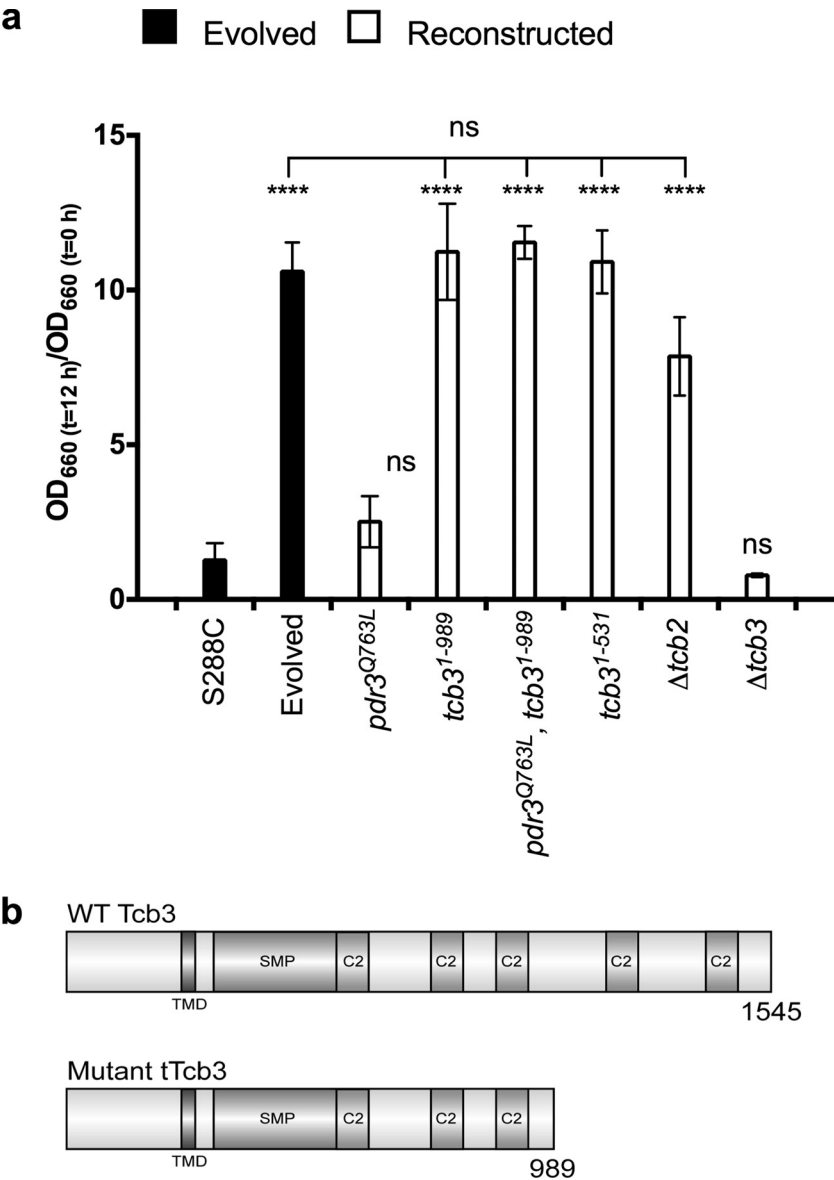 a
Evolved Reconstructed
ns
**** **** **** **** ****
15
10
5
0
OD660 (t=12 h)/OD660 (t=0 h)
ns
ns
S288C
Evolved
pdr3Q763L
tcb31-989
pdr3Q763L, tcb31-989
tcb31-531
Δtcb2
Δtcb3
b
WT Tcb3
SMP C2 C2 C2 C2 C2
TMD
1545
Mutant tTcb3
SMP C2 C2 C2
TMD
989